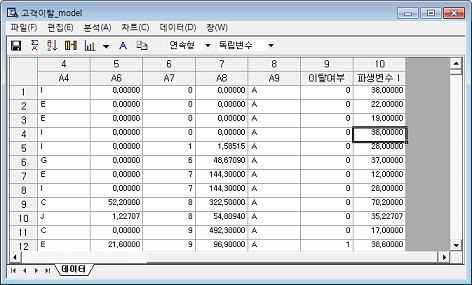 고객이탈_model
파일(F) 편집(E) 분석(A) 차트(C) 데이터(D) 창(W)
연속형 독립변수
4 5 6 7 8 9 10
A4 A6 A7 A8 A9 이탈여부 파생변수 1
1 I 0,00000 0 0,00000 A 0 38,00000
2 E 0,00000 0 0,00000 A 0 22,00000
3 E 0,00000 0 0,00000 A 0 19,00000
4 I 0,00000 0 0,00000 A 0 38,00000
5 I 0,00000 1 1,58515 A 0 28,00000
6 G 0,00000 6 48,67090 A 0 37,00000
7 E 0,00000 7 144,30000 A 0 12,00000
8 I 0,00000 7 144,30000 A 0 28,00000
9 C 52,20000 8 322,50000 A 0 70,20000
10 J 1,22707 8 54,80940 A 0 35,22707
11 C 0,00000 9 492,30000 A 0 17,00000
12 E 21,60000 9 96,90000 A 1 38,60000
데이터